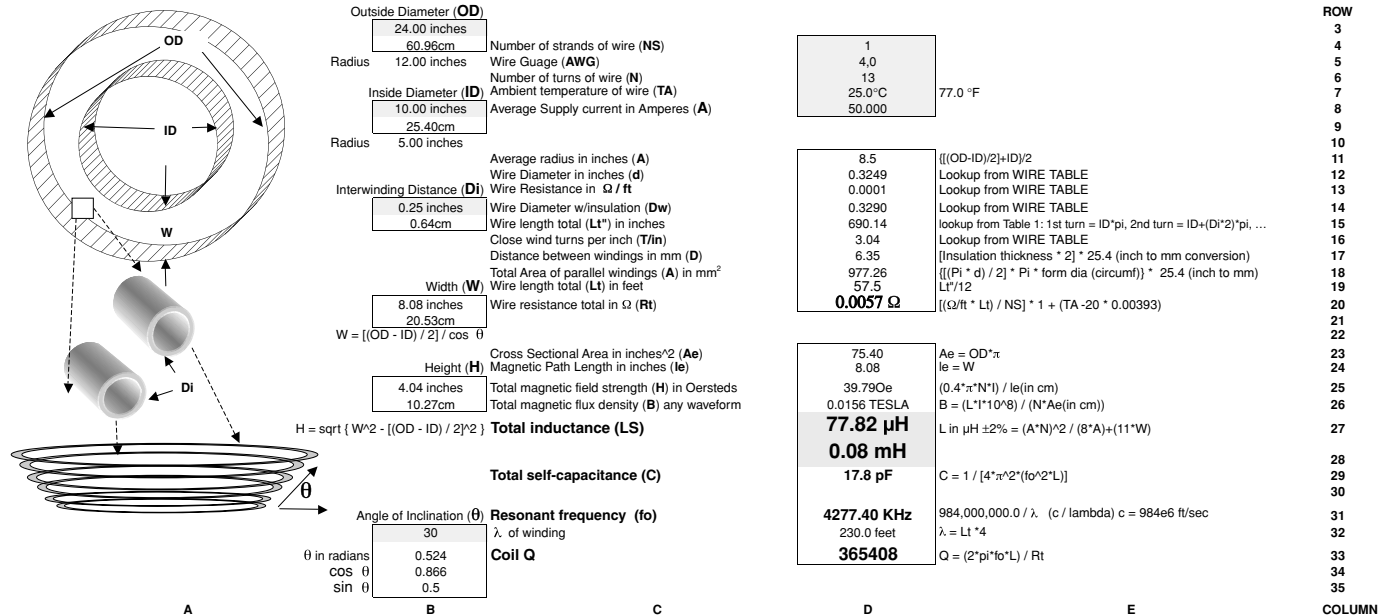 Outside Diameter (OD) ROW
24.00 inches 3
60.96cm Number of strands of wire (NS) 1 4
Radius 12.00 inches Wire Guage (AWG) 4,0 5
Number of turns of wire (N) 13 6
Inside Diameter (ID) Ambient temperature of wire (TA) 25.0°C 77.0 °F 7
10.00 inches Average Supply current in Amperes (A) 50.000 8
25.40cm 9
Radius 5.00 inches 10
Average radius in inches (A) 8.5 {[(OD-ID)/2]+ID}/2 11
Wire Diameter in inches (d) 0.3249 Lookup from WIRE TABLE 12
Interwinding Distance (Di) Wire Resistance in Ω / ft 0.0001 Lookup from WIRE TABLE 13
0.25 inches Wire Diameter w/insulation (Dw) 0.3290 Lookup from WIRE TABLE 14
0.64cm Wire length total (Lt") in inches 690.14 lookup from Table 1: 1st turn = ID*pi, 2nd turn = ID+(Di*2)*pi, … 15
Close wind turns per inch (T/in) 3.04 Lookup from WIRE TABLE 16
Distance between windings in mm (D) 6.35 [Insulation thickness * 2] * 25.4 (inch to mm conversion) 17
Total Area of parallel windings (A) in mm2 977.26 {[(Pi * d) / 2] * Pi * form dia (circumf)} * 25.4 (inch to mm) 18
Width (W) Wire length total (Lt) in feet 57.5 Lt"/12 19
8.08 inches Wire resistance total in Ω (Rt) 0.0057 Ω [(Ω/ft * Lt) / NS] * 1 + (TA -20 * 0.00393) 20
20.53cm 21
W = [(OD - ID) / 2] / cos θ 22
Cross Sectional Area in inches^2 (Ae) 75.40 Ae = OD*π 23
Height (H) Magnetic Path Length in inches (le) 8.08 le = W 24
4.04 inches Total magnetic field strength (H) in Oersteds 39.79Oe (0.4*π*N*I) / le(in cm) 25
10.27cm Total magnetic flux density (B) any waveform 0.0156 TESLA B = (L*I*10^8) / (N*Ae(in cm)) 26
H = sqrt { W^2 - [(OD - ID) / 2]^2 } Total inductance (LS) 77.82 µH L in µH ±2% = (A*N)^2 / (8*A)+(11*W) 27
0.08 mH 28
Total self-capacitance (C) 17.8 pF C = 1 / [4*π^2*(fo^2*L)] 29
30
Angle of Inclination (θ) Resonant frequency (fo) 4277.40 KHz 984,000,000.0 / λ (c / lambda) c = 984e6 ft/sec 31
30 λ of winding 230.0 feet λ = Lt *4 32
θ in radians 0.524 Coil Q 365408 Q = (2*pi*fo*L) / Rt 33
cos θ 0.866 34
sin θ 0.5 35
A B C D E COLUMN
OD
ID
W
Di
θ